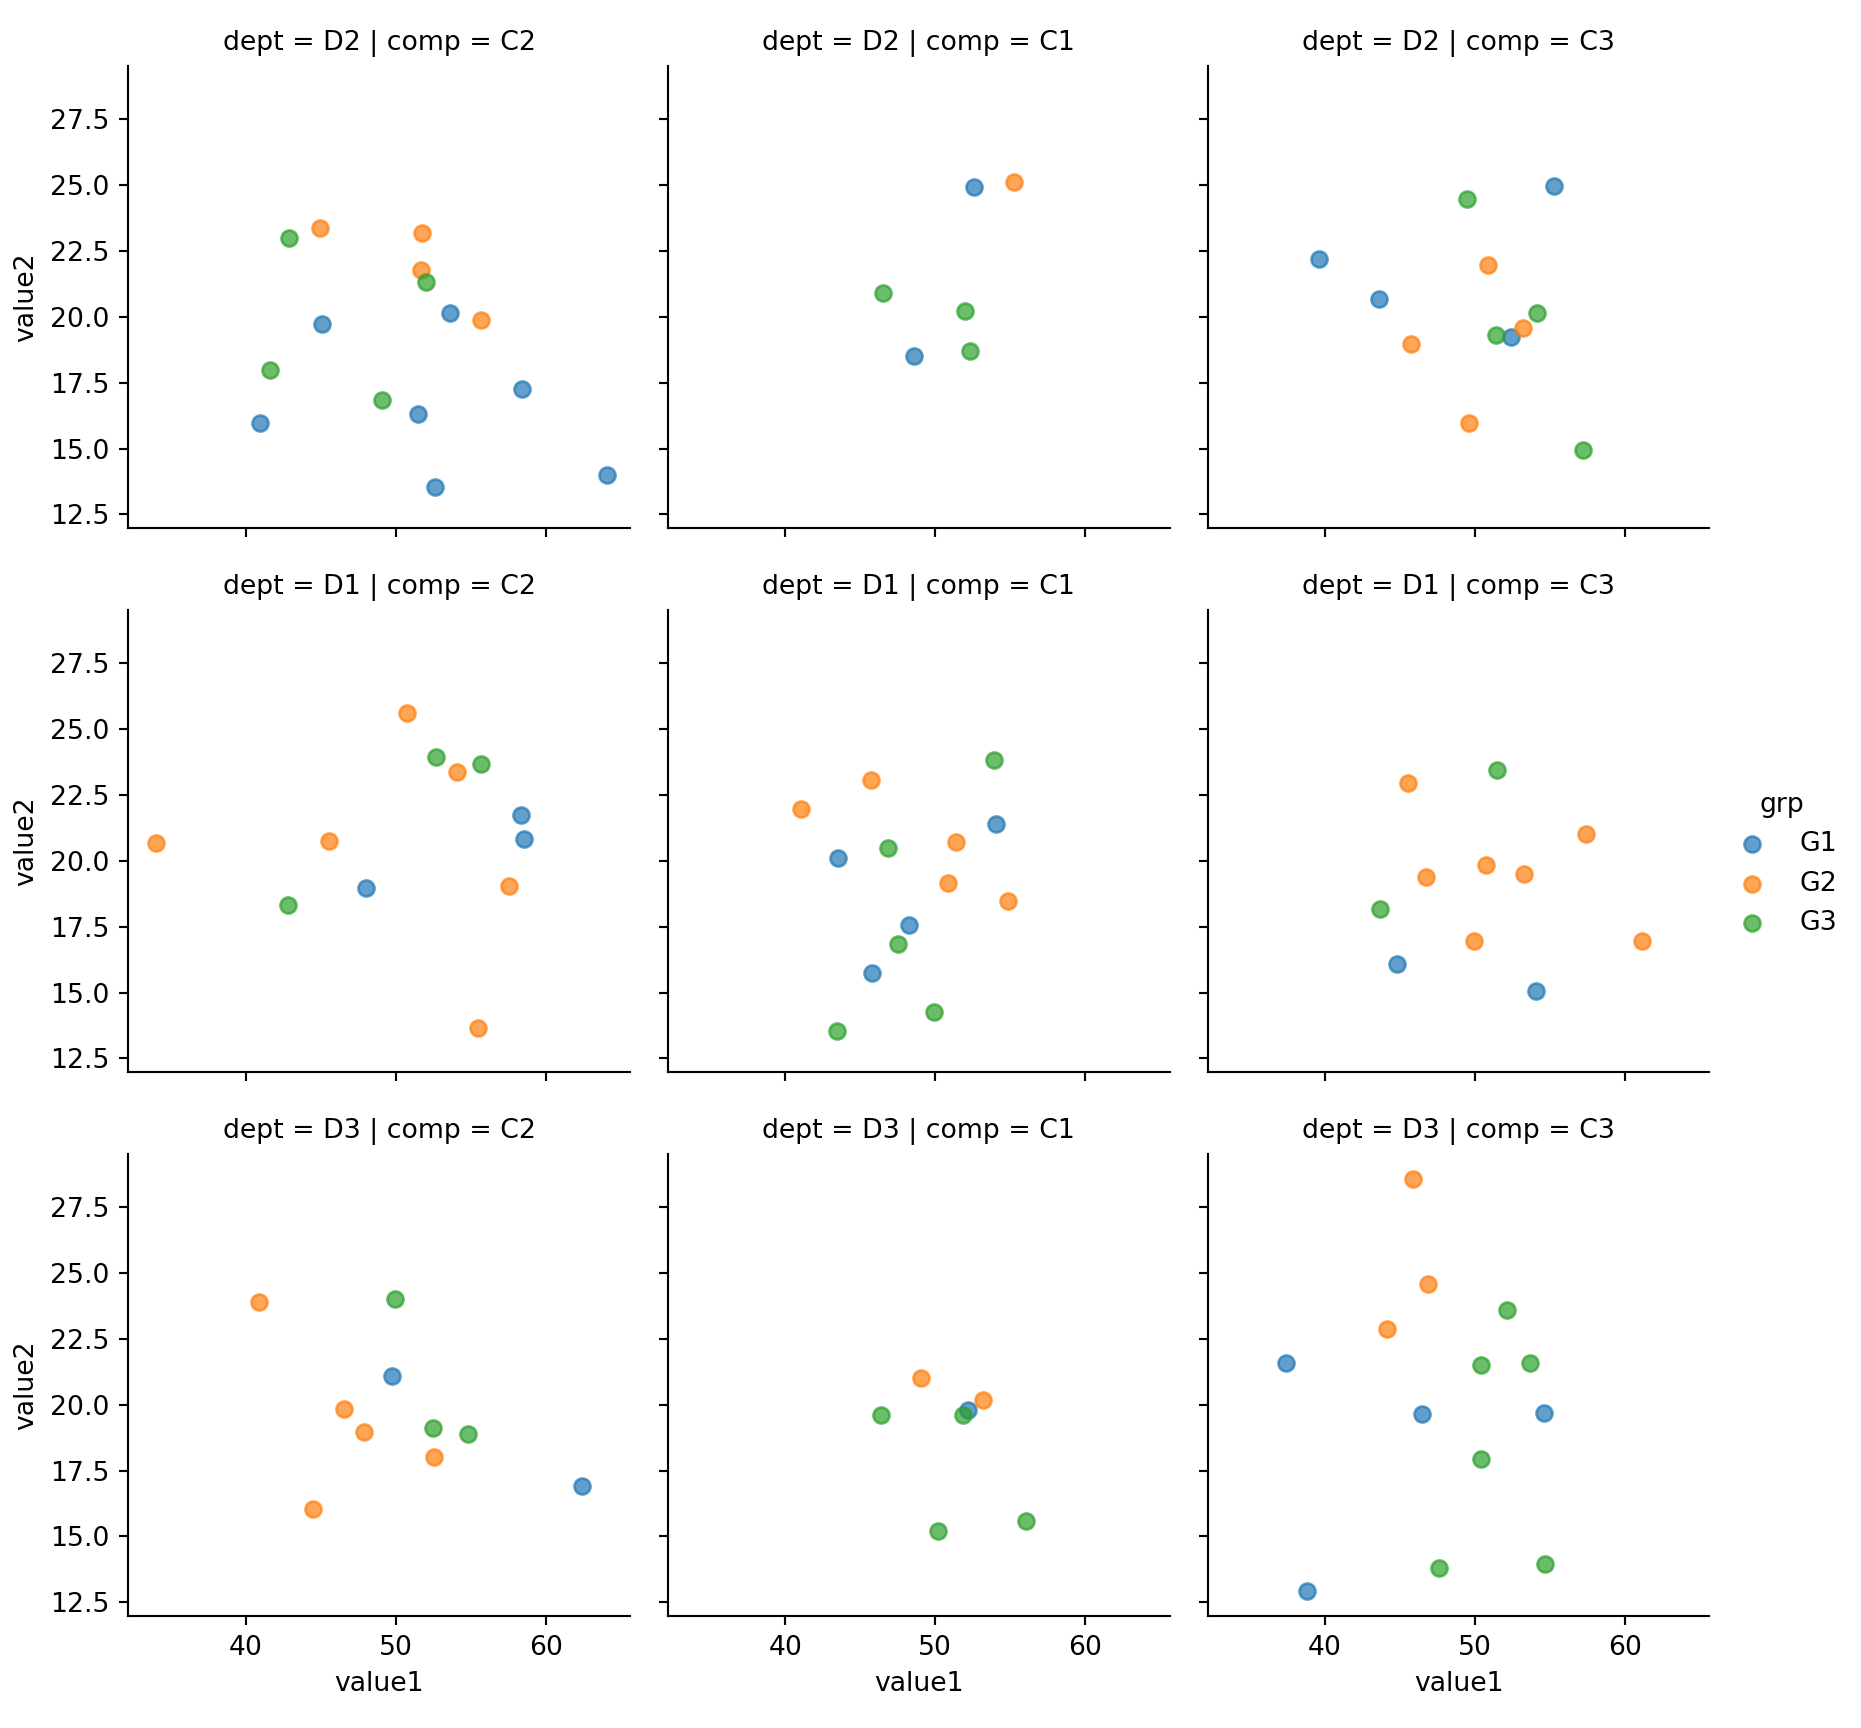 dept = D2 | comp = C2
dept = D2 | comp = C1
dept = D2 | comp = C3
27.5
25.0
22.5
20.0
17.5
15.0
12.5
value2
dept = D1 | comp = C2
dept = D1 | comp = C1
dept = D1 | comp = C3
27.5
25.0
22.5
20.0
17.5
15.0
12.5
value2
grp
G1
G2
G3
dept = D3 | comp = C2
dept = D3 | comp = C1
dept = D3 | comp = C3
27.5
25.0
22.5
20.0
17.5
15.0
12.5
value2
40 50 60
40 50 60
40 50 60
value1
value1
value1